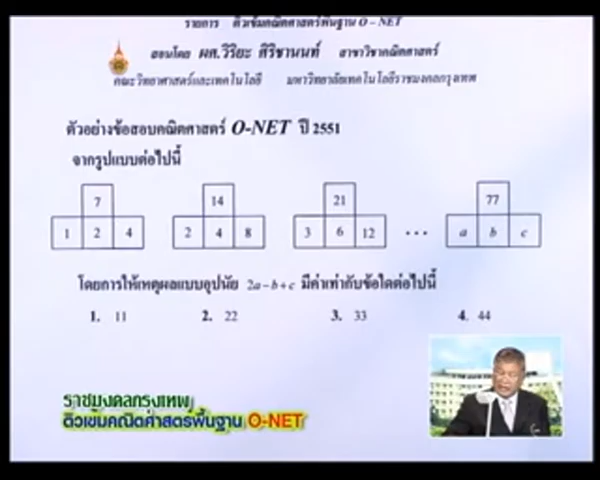 รายการ ติวเข้มคณิตศาสตร์พื้นฐาน O - NET
สอนโดย ผศ.วิริยะ ศิริชานนท์ สาขาวิชาคณิตศาสตร์
คณะวิทยาศาสตร์และเทคโนโลยี มหาวิทยาลัยเทคโนโลยีราชมงคลกรุงเทพ
ตัวอย่างข้อสอบคณิตศาสตร์ O-NET ปี 2551
จากรูปแบบต่อไปนี้
7 14 21 77
1 2 4 2 4 8 3 6 12 ... a b c
โดยการให้เหตุผลแบบอุปนัย 2a-b+c มีค่าเท่ากับข้อใดต่อไปนี้
1. 11 2. 22 3. 33 4. 44
ราชมงคลกรุงเทพ
ติวเข้มคณิตศาสตร์พื้นฐาน O-NET